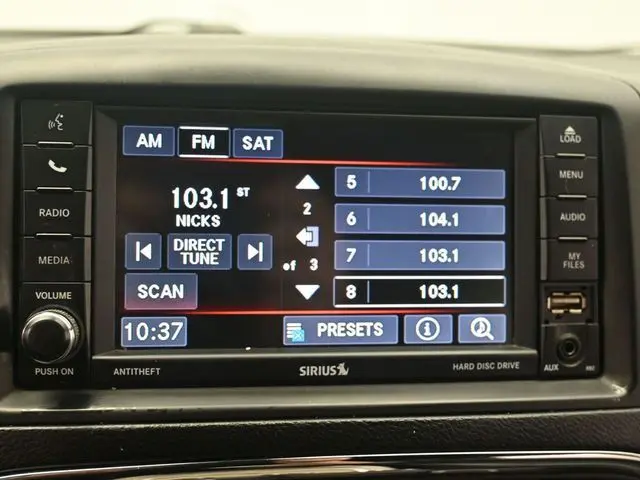 AM FM SAT
103.1 ST
NICKS
DIRECT
TUNE
SCAN
10:37
2
of 3
5 100.7
6 104.1
7 103.1
8 103.1
PRESETS
RADIO
MEDIA
VOLUME
PUSH ON
ANTITHEFT
SIRIUS
HARD DISC DRIVE
LOAD
MENU
AUDIO
MY
FILES
AUX